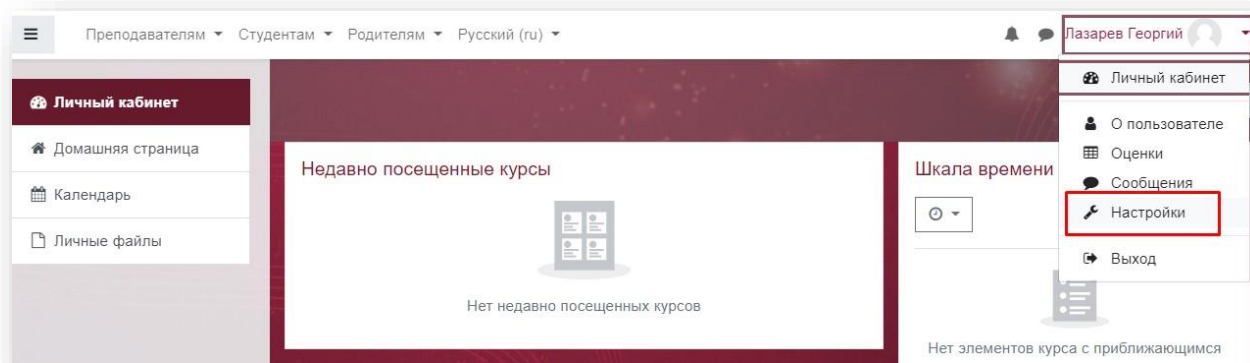 Преподавателям Студентам Родителям Русский (ru) Лазарев Георгий
Личный кабинет
Домашняя страница
Календарь
Личные файлы
Недавно посещенные курсы
Нет недавно посещенных курсов
Шкала времени
Нет элементов курса с приближающимся
Личный кабинет
О пользователе
Оценки
Сообщения
Настройки
Выход